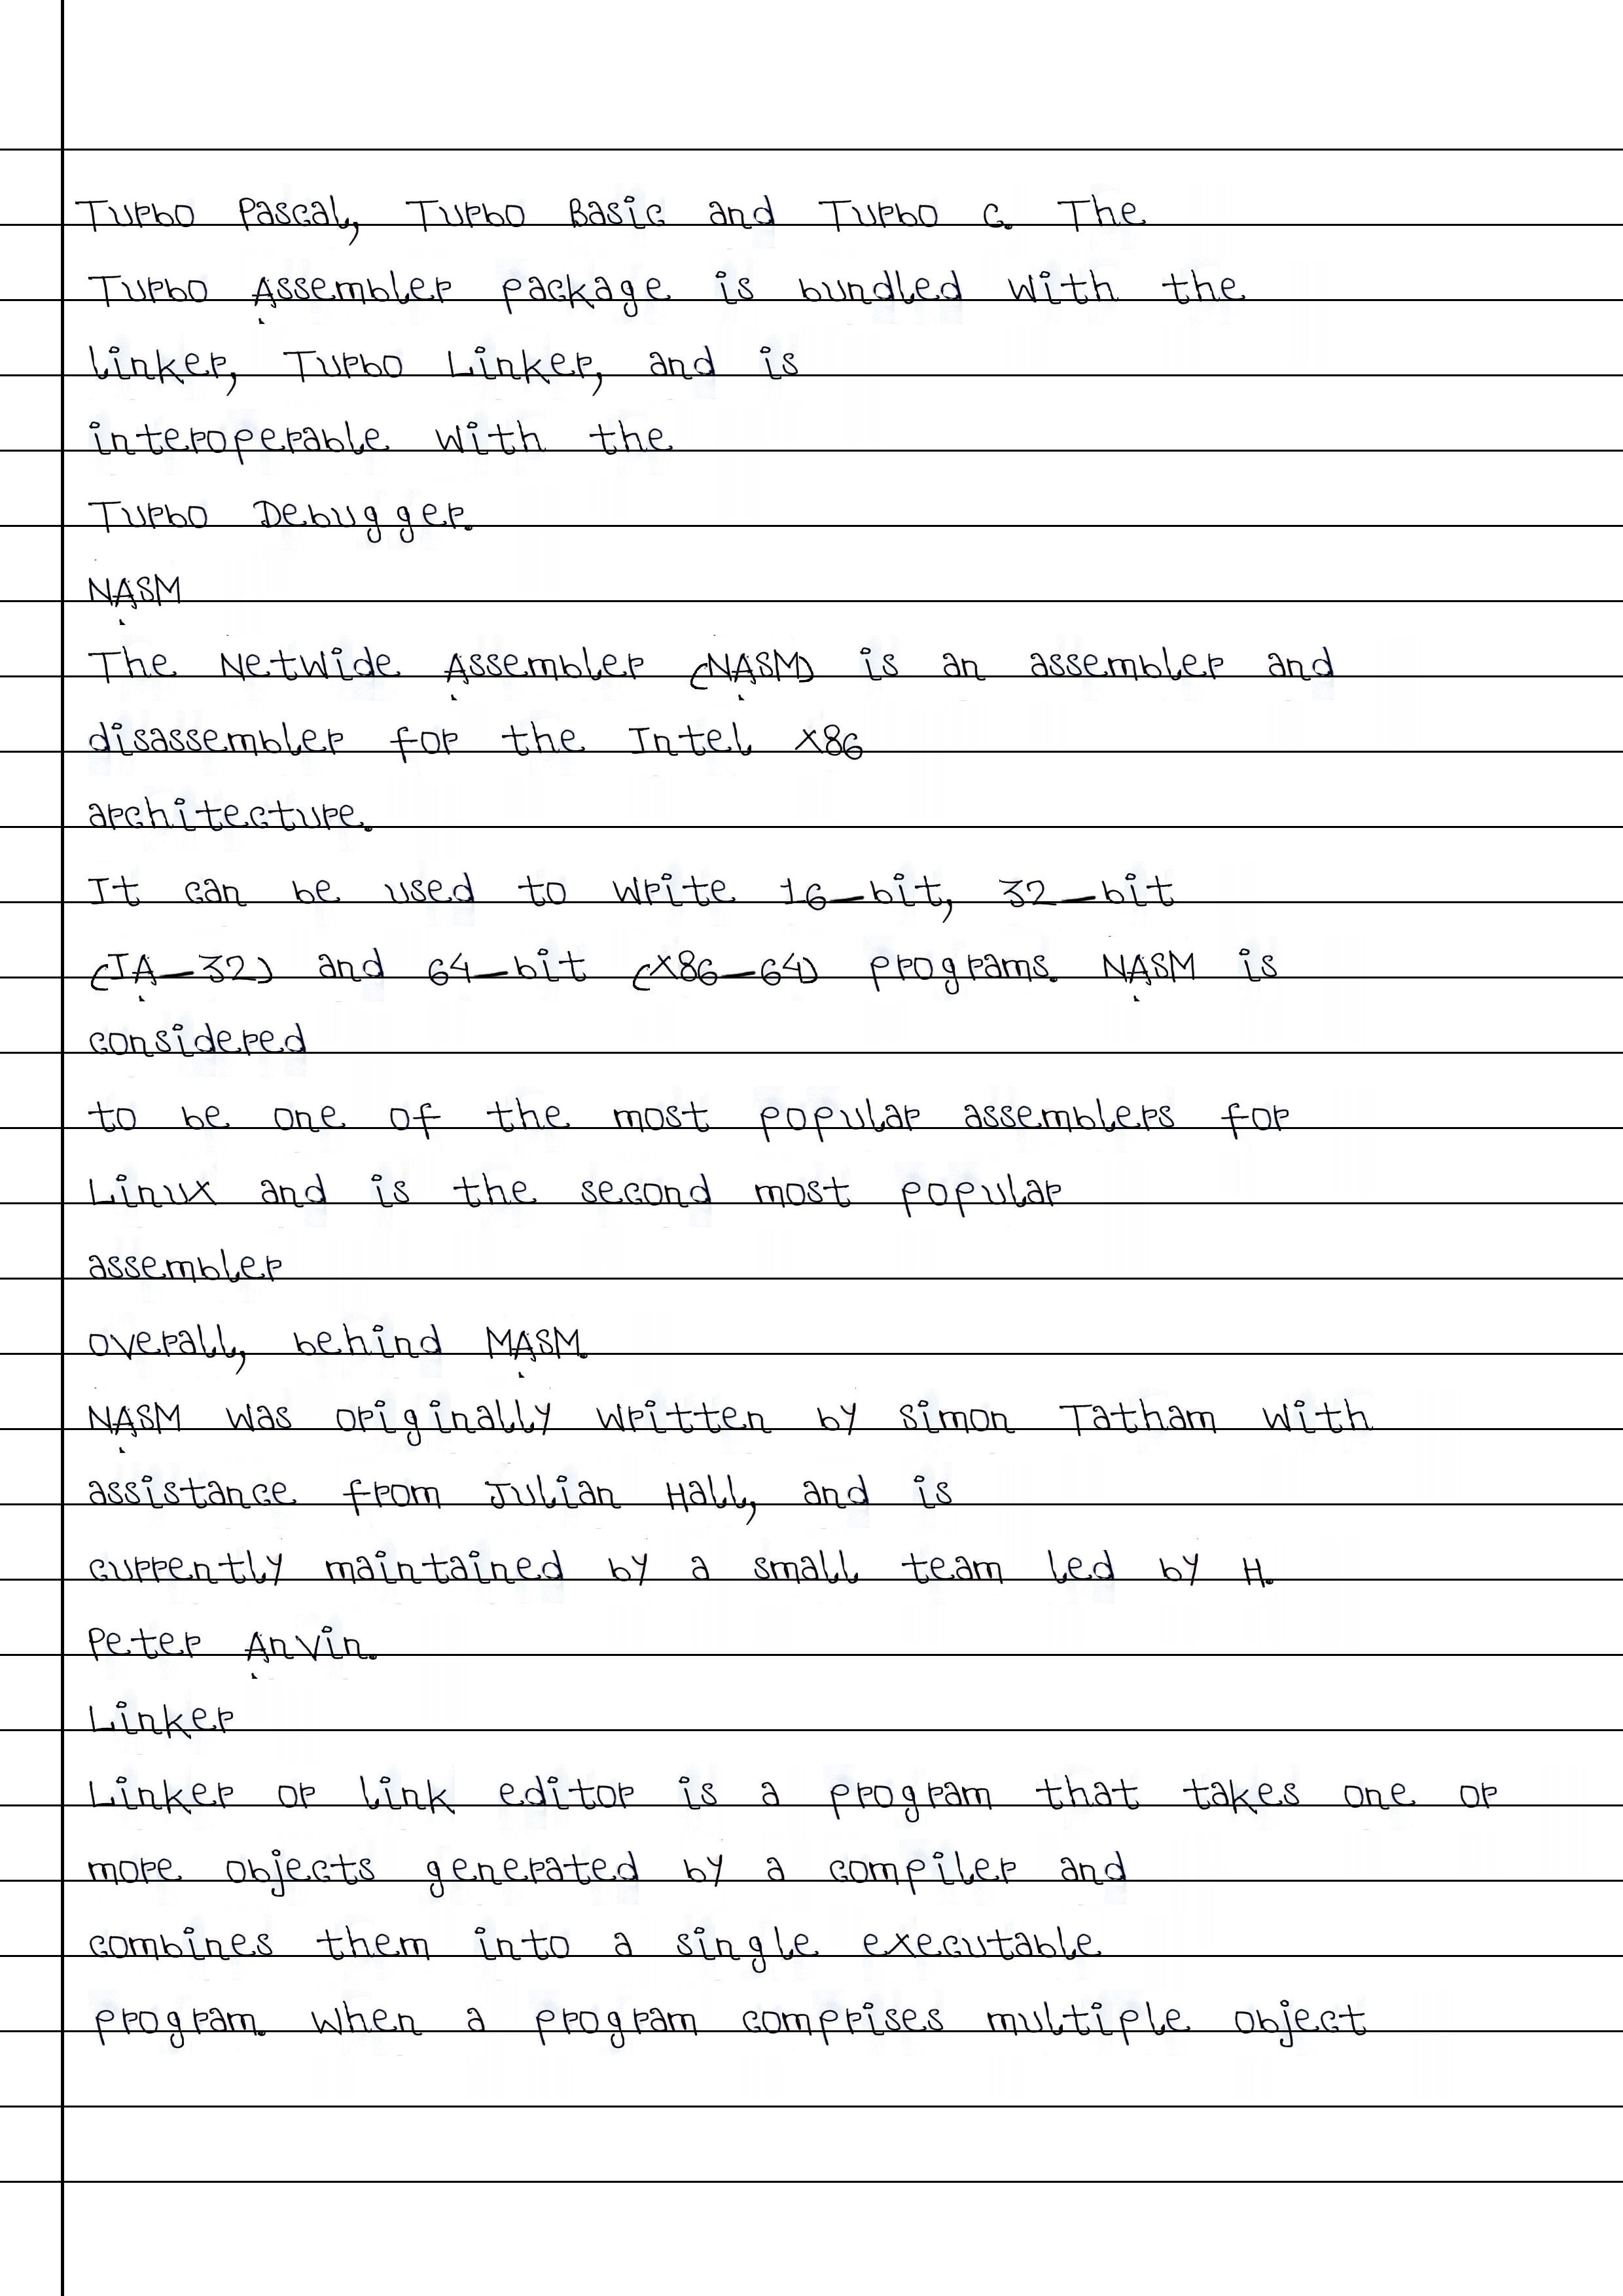 Turbo Pascal, Turbo Basic and Turbo C. The
Turbo Assembler package is bundled with the
linker, Turbo Linker, and is
interoperable with the
Turbo Debugger.
NASM
The Netwide Assembler (NASM) is an assembler and
disassembler for the Intel x86
architecture.
It can be used to write 16-bit, 32-bit
(IA-32) and 64-bit (x86-64) programs. NASM is
considered
to be one of the most popular assemblers for
Linux and is the second most popular
assembler
overall, behind MASM.
NASM was originally written by Simon Tatham with
assistance from Julian Hall, and is
currently maintained by a small team led by H.
Peter Anvin.
Linker
Linker or link editor is a program that takes one or
more objects generated by a compiler and
combines them into a single executable
program. When a program comprises multiple object